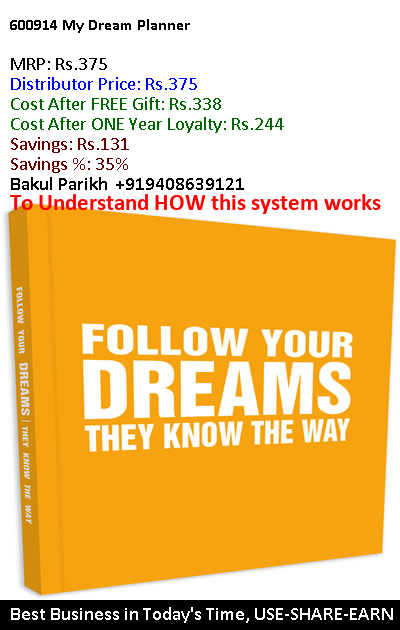 600914 My Dream Planner
MRP: Rs.375
Distributor Price: Rs.375
Cost After FREE Gift: Rs.338
Cost After ONE Year Loyalty: Rs.244
Savings: Rs.131
Savings %: 35%
Bakul Parikh +919408639121
To Understand HOW this system works
FOLLOW YOUR DREAMS | THEY KNOW THE WAY
FOLLOW YOUR
DREAMS
THEY KNOW THE WAY
Best Business in Today's Time, USE-SHARE-EARN